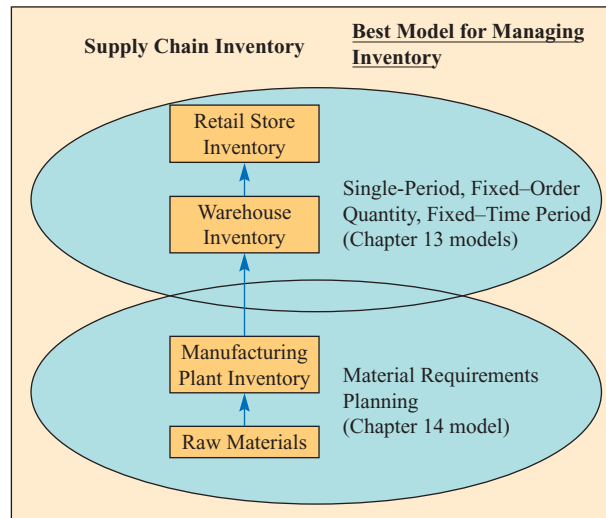 Supply Chain Inventory
Best Model for Managing
Inventory
Retail Store
Inventory
Warehouse
Inventory
Single-Period, Fixed–Order
Quantity, Fixed–Time Period
(Chapter 13 models)
Manufacturing
Plant Inventory
Raw Materials
Material Requirements
Planning
(Chapter 14 model)